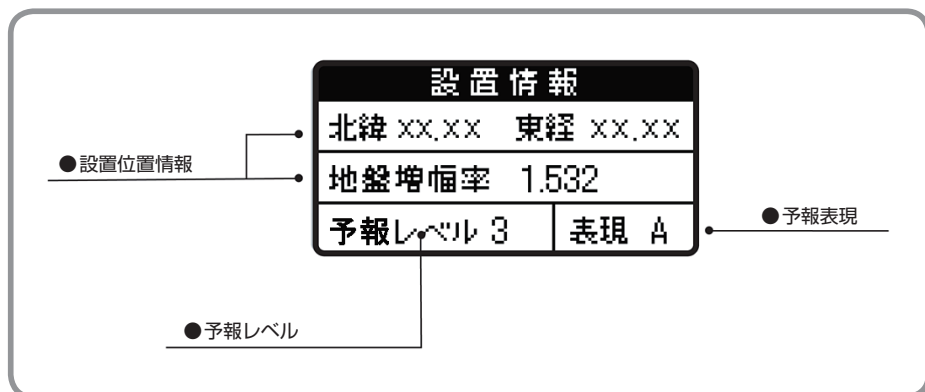 設置情報
北緯 xx.xx 東経 xx.xx
●設置位置情報
地盤増幅率 1.532
予報レベル 3 表現 A
●予報表現
●予報レベル